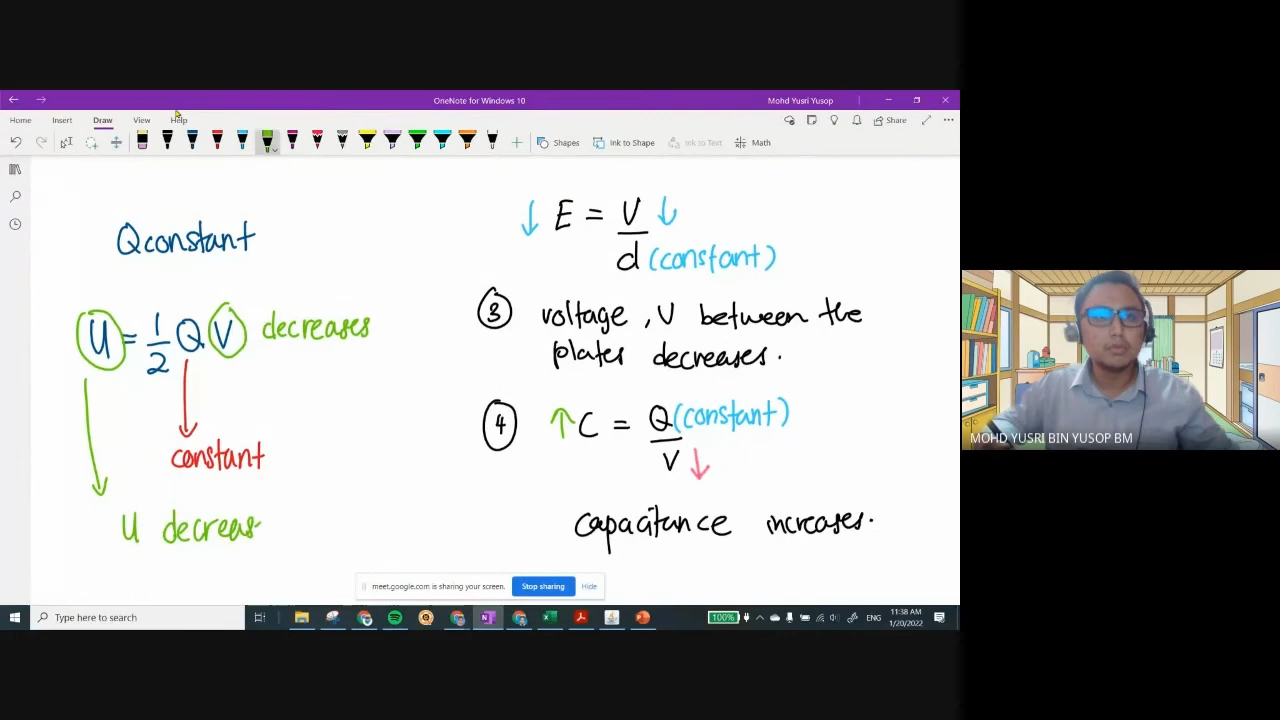 OneNote for Windows 10
Mohd Yusri Yusop
Home Insert Draw View Help
Share
Shapes Ink to Shape Ink to Text Math
Q constant
U = 1/2 Q V decreases
constant
U decreas
↓ E = V ↓
d (constant)
③ voltage, V between the
plates decreases.
④ ↑ C = Q (constant)
V ↓
capacitance increases.
meet.google.com is sharing your screen. Stop sharing Hide
MOHD YUSRI BIN YUSOP BM
Type here to search
100%
ENG
11:38 AM
1/20/2022